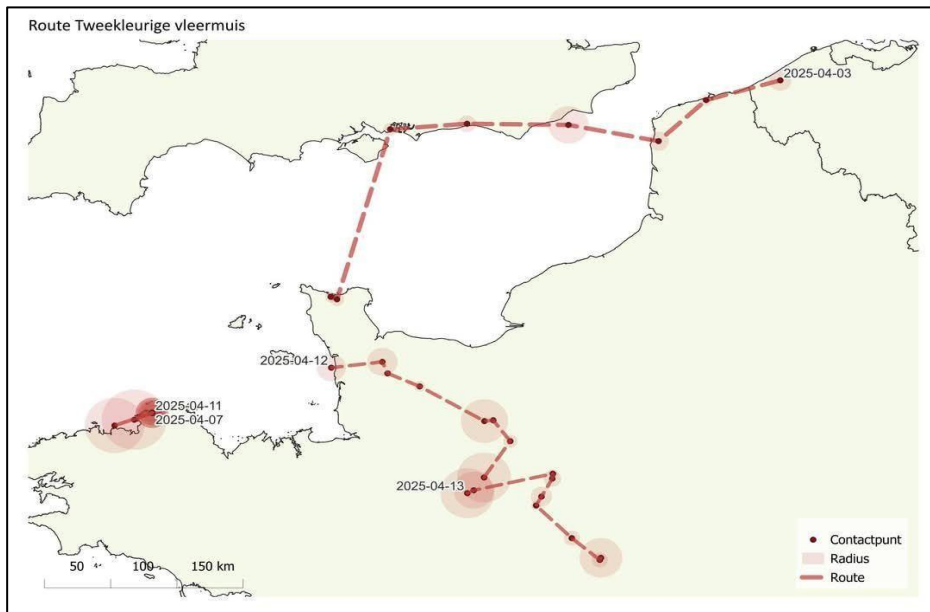 Route Tweekleurige vleermuis
2025-04-03
2025-04-12
2025-04-11
2025-04-07
2025-04-13
50 100 150 km
Contactpunt
Radius
Route